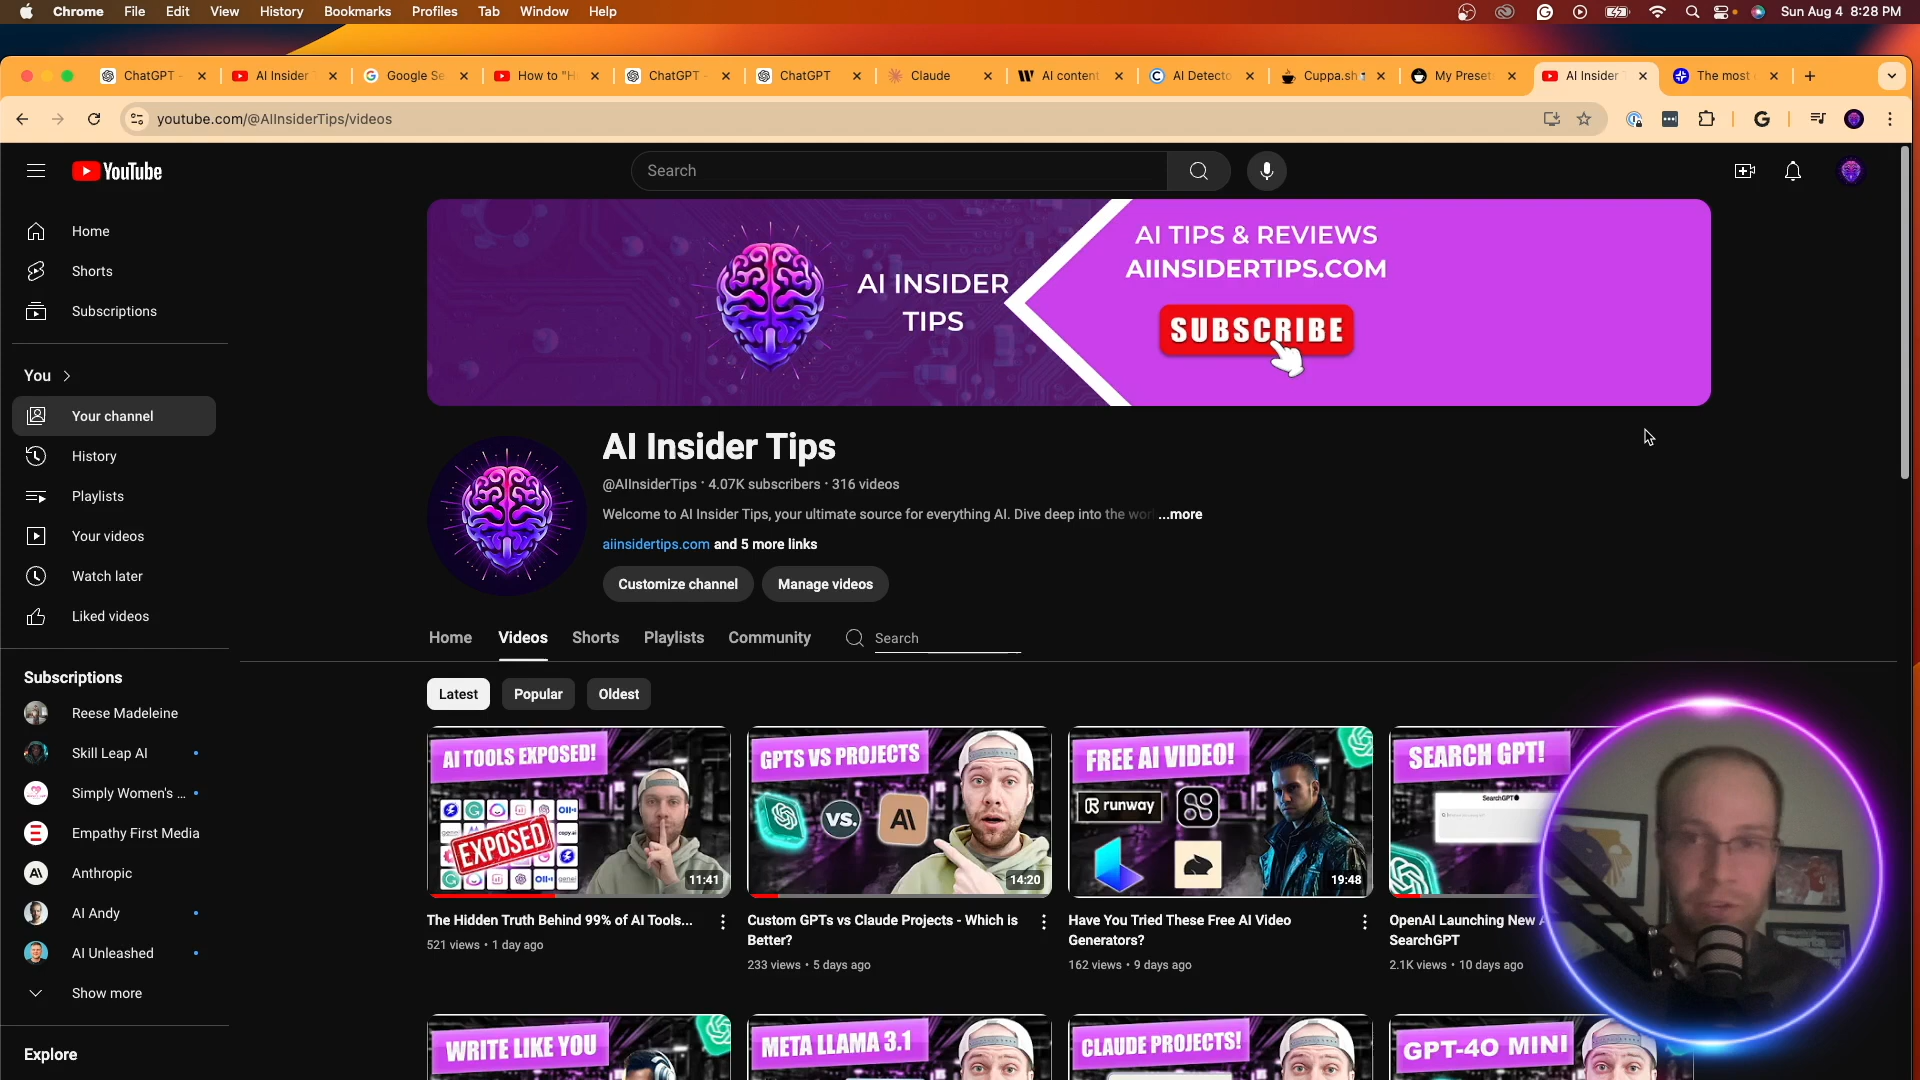 Chrome File Edit View History Bookmarks Profiles Tab Window Help
Sun Aug 4 8:28 PM
ChatGPT -
AI Insider
Google Se
How to "H
ChatGPT -
ChatGPT
Claude
AI content
AI Detecto
Cuppa.sh
My Preset
AI Insider
The most
youtube.com/@AIInsiderTips/videos
YouTube
Search
AI INSIDER
TIPS
AI TIPS & REVIEWS
AIINSIDERTIPS.COM
SUBSCRIBE
Home
Shorts
Subscriptions
You
Your channel
History
Playlists
Your videos
Watch later
Liked videos
Subscriptions
Reese Madeleine
Skill Leap AI
Simply Women's ...
Empathy First Media
Anthropic
AI Andy
AI Unleashed
Show more
Explore
AI Insider Tips
@AIInsiderTips · 4.07K subscribers · 316 videos
Welcome to AI Insider Tips, your ultimate source for everything AI. Dive deep into the wor ...more
aiinsidertips.com and 5 more links
Customize channel
Manage videos
Home Videos Shorts Playlists Community Search
Latest Popular Oldest
AI TOOLS EXPOSED!
EXPOSED
11:41
The Hidden Truth Behind 99% of AI Tools...
521 views · 1 day ago
GPTS VS PROJECTS
VS.
14:20
Custom GPTs vs Claude Projects - Which is
Better?
233 views · 5 days ago
FREE AI VIDEO!
runway
19:48
Have You Tried These Free AI Video
Generators?
162 views · 9 days ago
SEARCH GPT!
SearchGPT
OpenAI Launching New
SearchGPT
2.1K views · 10 days ago
WRITE LIKE YOU
META LLAMA 3.1
CLAUDE PROJECTS!
GPT-4O MINI